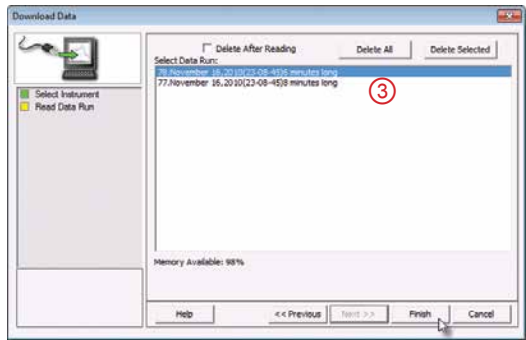 Download Data
Delete After Reading
Delete All
Delete Selected
Select Data Run:
78.November 16,2010(23-08-45)6 minutes long
77.November 16,2010(23-08-45)8 minutes long
③
Select Instrument
Read Data Run
Memory Available: 98%
Help
<< Previous
Next >>
Finish
Cancel